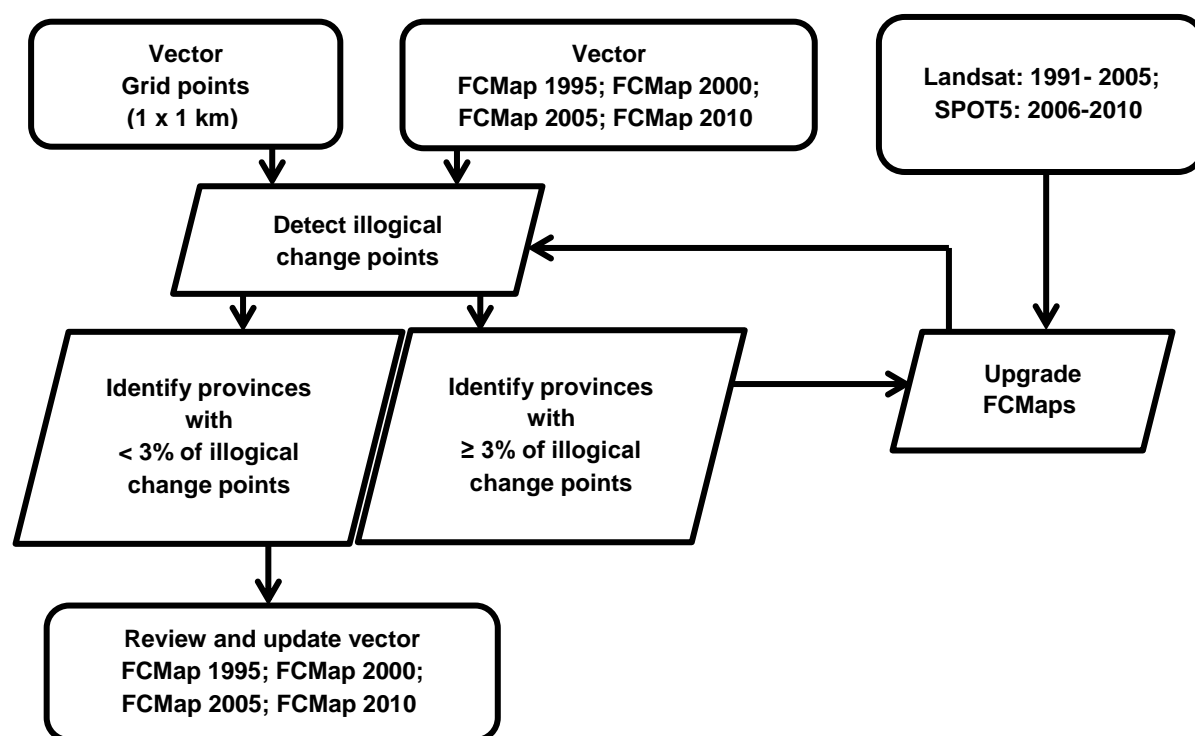 Vector
Grid points
(1 x 1 km)
Vector
FCMap 1995; FCMap 2000;
FCMap 2005; FCMap 2010
Landsat: 1991- 2005;
SPOT5: 2006-2010
Detect illogical
change points
Identify provinces
with
< 3% of illogical
change points
Identify provinces
with
≥ 3% of illogical
change points
Upgrade
FCMaps
Review and update vector
FCMap 1995; FCMap 2000;
FCMap 2005; FCMap 2010